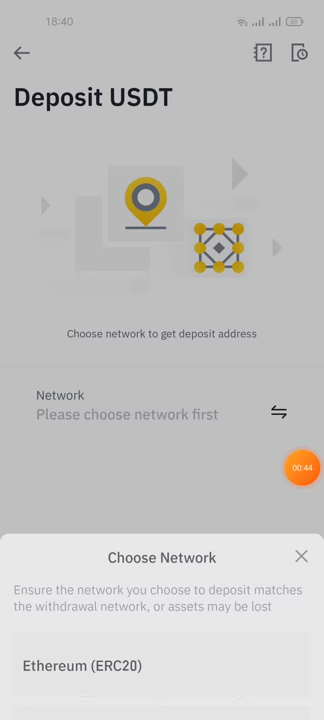 18:40
Deposit USDT
Choose network to get deposit address
Network
Please choose network first
00:44
Choose Network
Ensure the network you choose to deposit matches
the withdrawal network, or assets may be lost
Ethereum (ERC20)